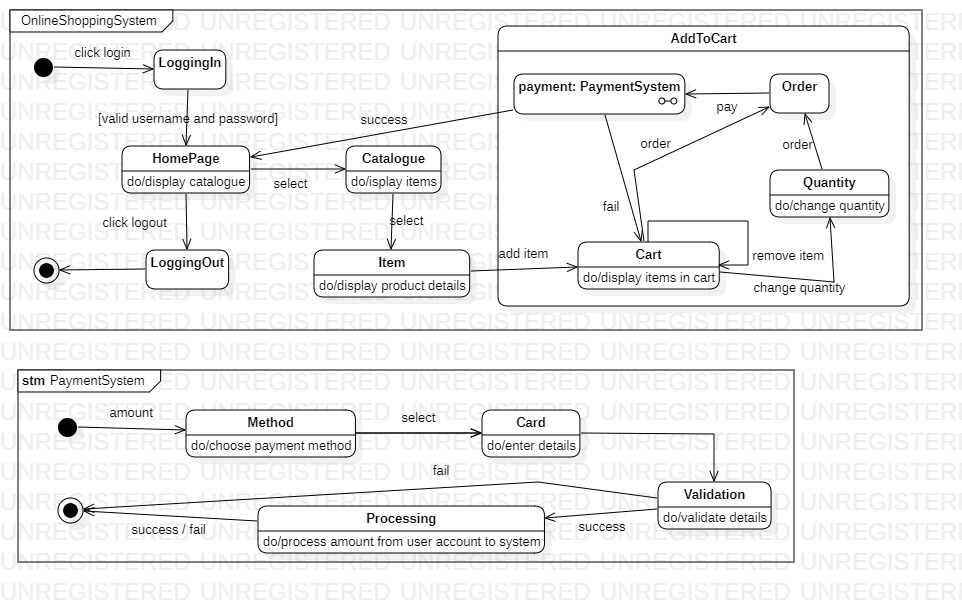 OnlineShoppingSystem
AddToCart
click login
LoggingIn
payment: PaymentSystem
Order
pay
[valid username and password]
success
order
order
HomePage
do/display catalogue
Catalogue
do/isplay items
select
Quantity
do/change quantity
fail
click logout
select
LoggingOut
Item
do/display product details
add item
Cart
do/display items in cart
remove item
change quantity
stm PaymentSystem
amount
Method
do/choose payment method
select
Card
do/enter details
fail
Validation
do/validate details
success / fail
Processing
do/process amount from user account to system
success
UNREGISTERED